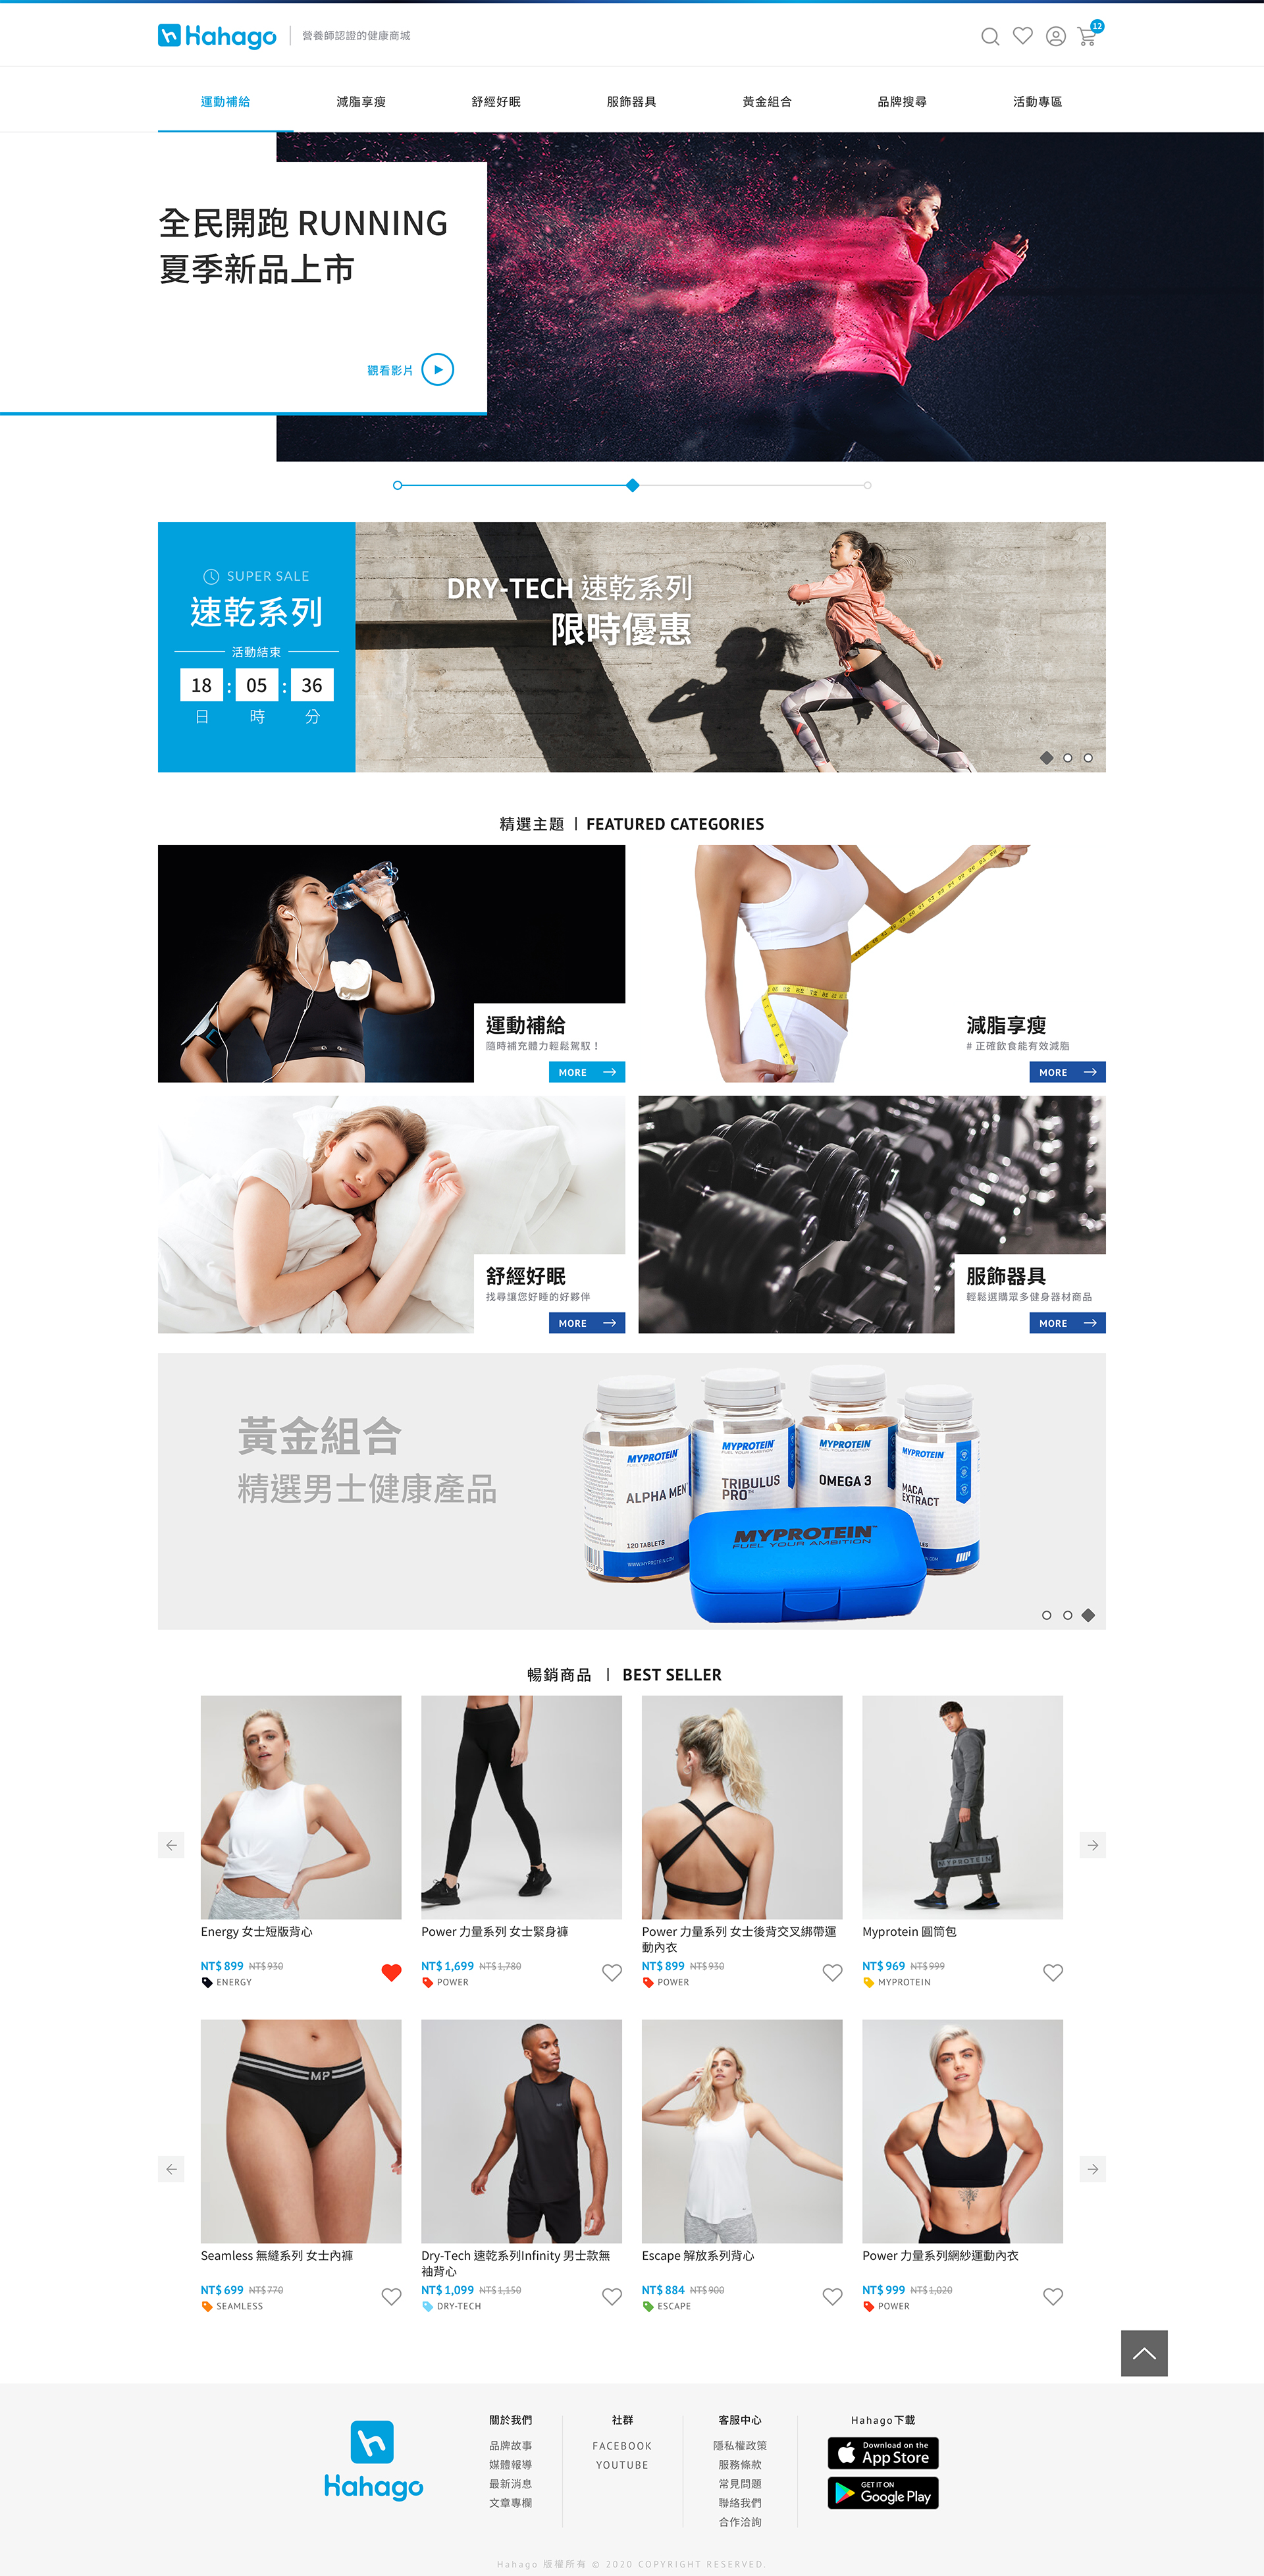 Hahago
營養師認證的健康商城
12
運動補給
減脂享瘦
舒經好眠
服飾器具
黃金組合
品牌搜尋
活動專區
全民開跑 RUNNING
夏季新品上市
觀看影片
SUPER SALE
速乾系列
活動結束
18 : 05 : 36
日 時 分
DRY-TECH 速乾系列
限時優惠
精選主題 | FEATURED CATEGORIES
運動補給
隨時補充體力輕鬆駕馭！
MORE
減脂享瘦
# 正確飲食能有效減脂
MORE
舒經好眠
找尋讓您好睡的好夥伴
MORE
服飾器具
輕鬆選購眾多健身器材商品
MORE
黃金組合
精選男士健康產品
MYPROTEIN
FUEL YOUR AMBITION
ALPHA MEN
120 TABLETS
WWW.MYPROTEIN.COM
MYPROTEIN
FUEL YOUR AMBITION
TRIBULUS
PRO™
MYPROTEIN
FUEL YOUR AMBITION
OMEGA 3
MYPROTEIN
MACA
EXTRACT
MYPROTEIN™
FUEL YOUR AMBITION
暢銷商品 | BEST SELLER
Energy 女士短版背心
NT$ 899 NT$ 930
ENERGY
Power 力量系列 女士緊身褲
NT$ 1,699 NT$ 1,780
POWER
Power 力量系列 女士後背交叉綁帶運
動內衣
NT$ 899 NT$ 930
POWER
MYPROTEIN
Myprotein 圓筒包
NT$ 969 NT$ 999
MYPROTEIN
MP
Seamless 無縫系列 女士內褲
NT$ 699 NT$ 770
SEAMLESS
Dry-Tech 速乾系列Infinity 男士款無
袖背心
NT$ 1,099 NT$ 1,150
DRY-TECH
Escape 解放系列背心
NT$ 884 NT$ 900
ESCAPE
Power 力量系列網紗運動內衣
NT$ 999 NT$ 1,020
POWER
Hahago
關於我們
品牌故事
媒體報導
最新消息
文章專欄
社群
FACEBOOK
YOUTUBE
客服中心
隱私權政策
服務條款
常見問題
聯絡我們
合作洽詢
Hahago下載
Download on the
App Store
GET IT ON
Google Play
Hahago 版權所有 © 2020 COPYRIGHT RESERVED.